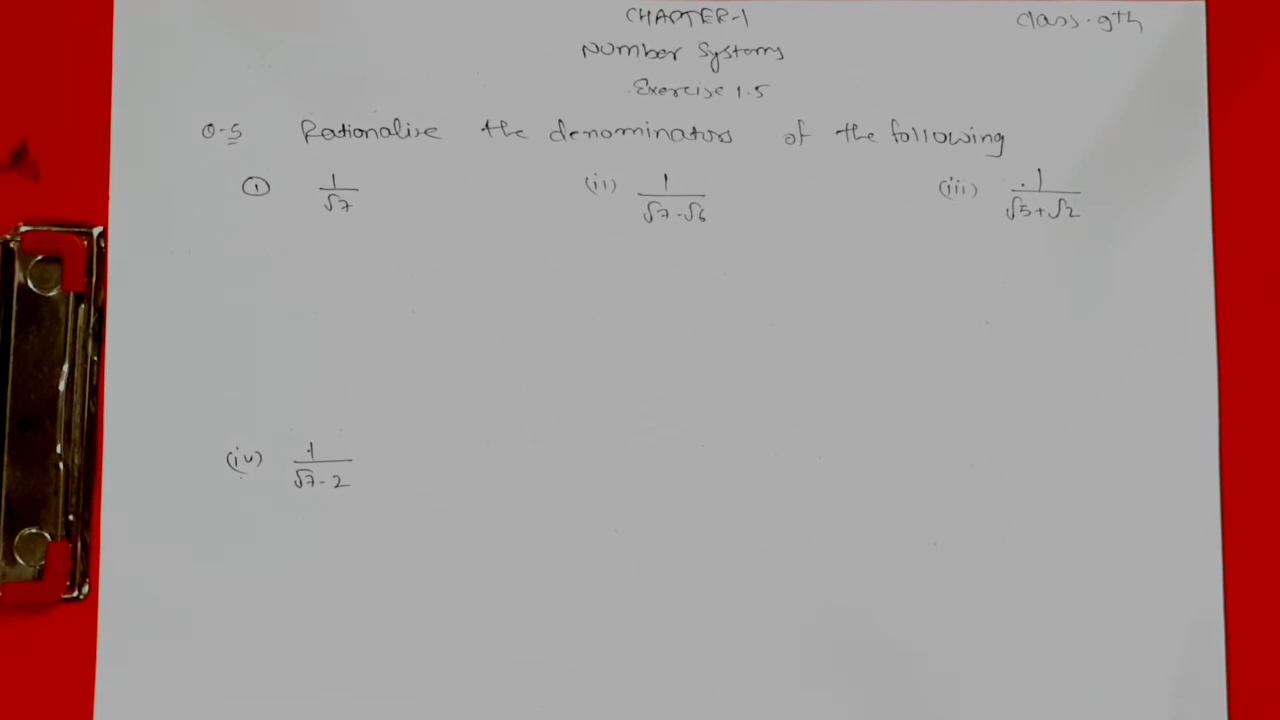 CHAPTER-1 Class-9th
Number Systems
Exercise 1.5
Q-5 Rationalise the denominators of the following
(i) 1/√7 (ii) 1/(√7-√6) (iii) 1/(√5+√2)
(iv) 1/(√7-2)